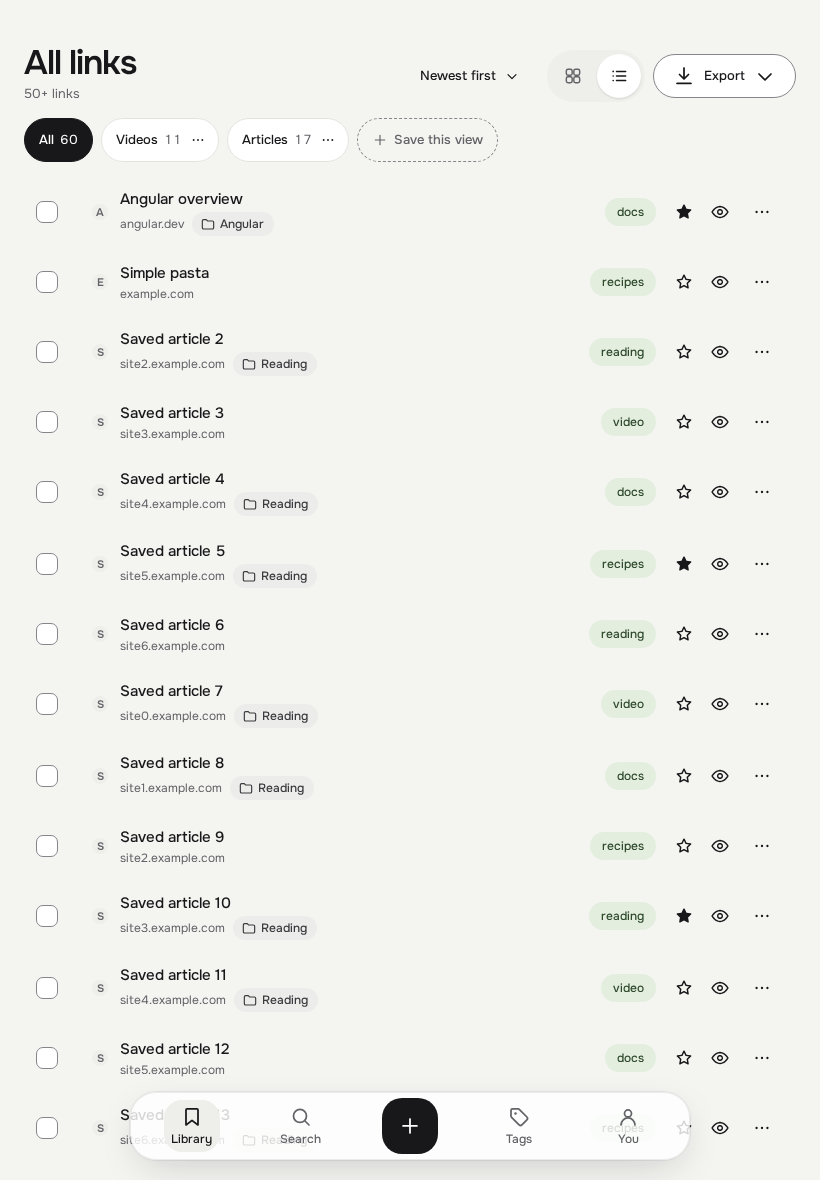 All links
50+ links
Newest first
Export
All 60
Videos 11
Articles 17
Save this view
A
Angular overview
angular.dev
Angular
docs
E
Simple pasta
example.com
recipes
S
Saved article 2
site2.example.com
Reading
reading
S
Saved article 3
site3.example.com
video
S
Saved article 4
site4.example.com
Reading
docs
S
Saved article 5
site5.example.com
Reading
recipes
S
Saved article 6
site6.example.com
reading
S
Saved article 7
site0.example.com
Reading
video
S
Saved article 8
site1.example.com
Reading
docs
S
Saved article 9
site2.example.com
recipes
S
Saved article 10
site3.example.com
Reading
reading
S
Saved article 11
site4.example.com
Reading
video
S
Saved article 12
site5.example.com
docs
S
Saved 13
site6.ex
Reading
recipes
Library
Search
Tags
You